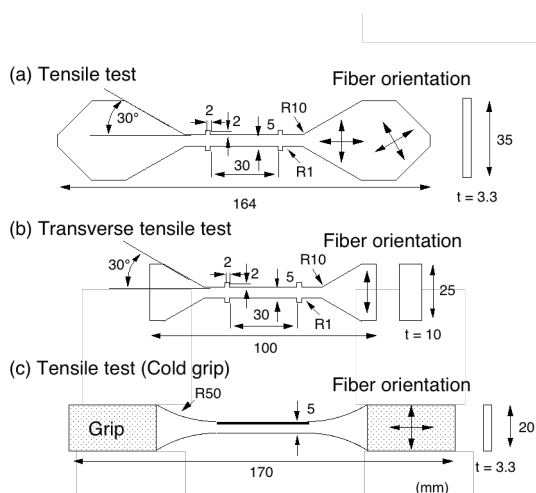 (a) Tensile test
Fiber orientation
30°
2
2
5
R10
R1
30
35
164
t = 3.3
(b) Transverse tensile test
Fiber orientation
30°
2
2
5
R10
R1
30
25
100
t = 10
(c) Tensile test (Cold grip)
Fiber orientation
R50
5
Grip
20
170
t = 3.3
(mm)